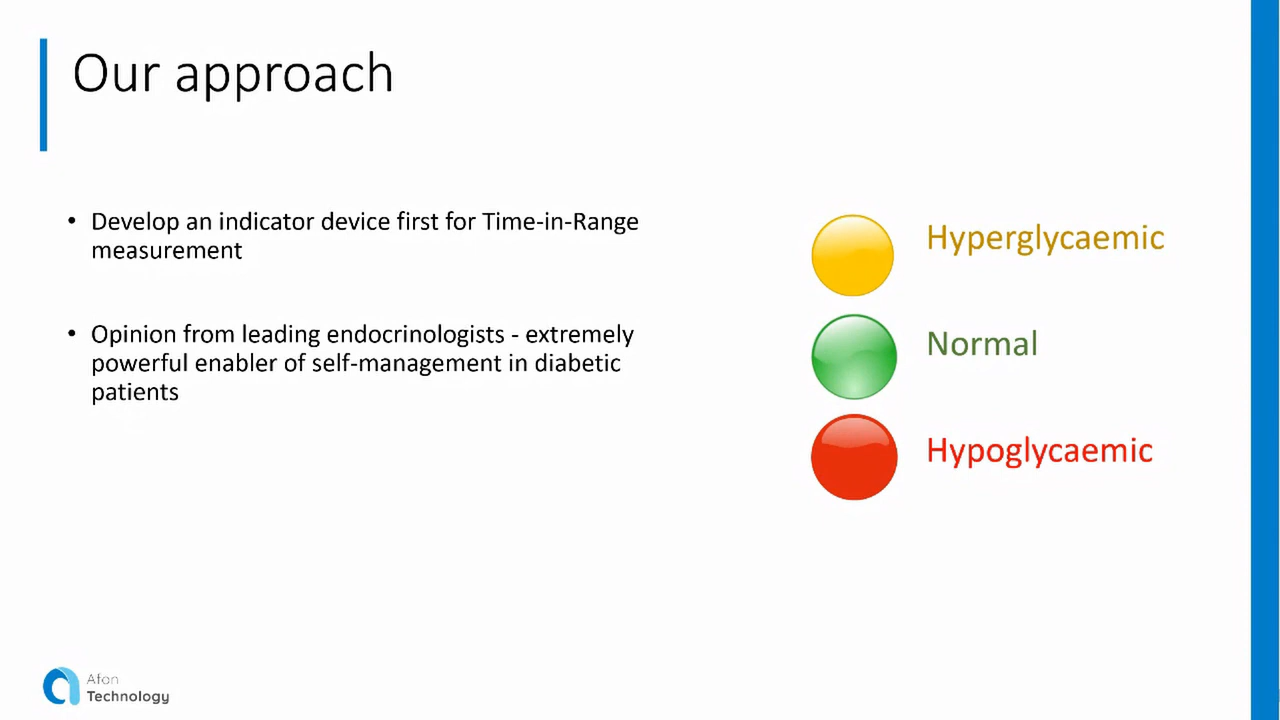 Our approach
• Develop an indicator device first for Time-in-Range
measurement
• Opinion from leading endocrinologists - extremely
powerful enabler of self-management in diabetic
patients
Hyperglycaemic
Normal
Hypoglycaemic
Afon
Technology